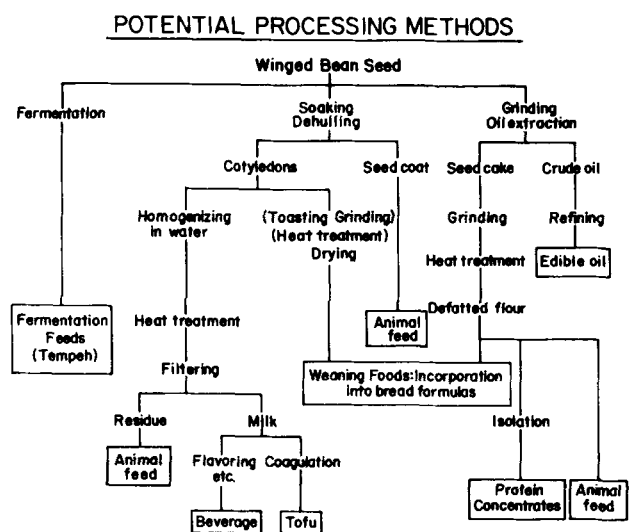 POTENTIAL PROCESSING METHODS
Winged Bean Seed
Fermentation
Soaking
Dehulling
Grinding
Oil extraction
Cotyledons
Seed coat
Seed cake
Crude oil
Homogenizing
in water
(Toasting Grinding)
(Heat treatment)
Drying
Grinding
Refining
Heat treatment
Edible oil
Fermentation
Feeds
(Tempeh)
Heat treatment
Animal
feed
Defatted flour
Filtering
Weaning Foods: Incorporation
into bread formulas
Residue
Milk
Isolation
Animal
feed
Flavoring
etc.
Coagulation
Protein
Concentrates
Animal
feed
Beverage
Tofu